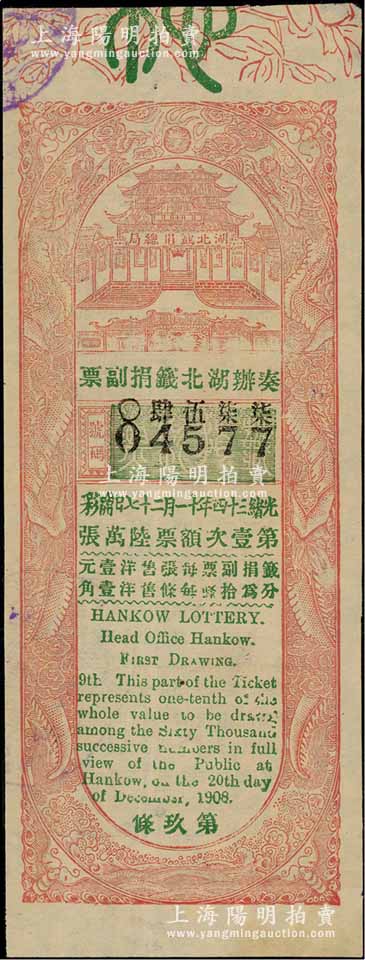 上海陽明拍賣
www.yangmingauction.com
湖北籤捐總局
奏辦湖北籤捐副票
號碼
〇肆伍柒柒
04577
上海陽明拍賣
www.yangmingauction.com
光緒三十四年十一月二十七日開彩
第壹次額票陸萬張
籤捐副票每張售洋壹元
分為拾條每條售洋壹角
HANKOW LOTTERY.
Head Office Hankow.
FIRST DRAWING.
9th This part of the Ticket
represents one-tenth of the
whole value to be drawn
among the Sixty Thousand
successive numbers in full
view of the Public at
Hankow, on the 20th day
of December, 1908.
第玖條
上海陽明拍賣
www.yangmingauction.com